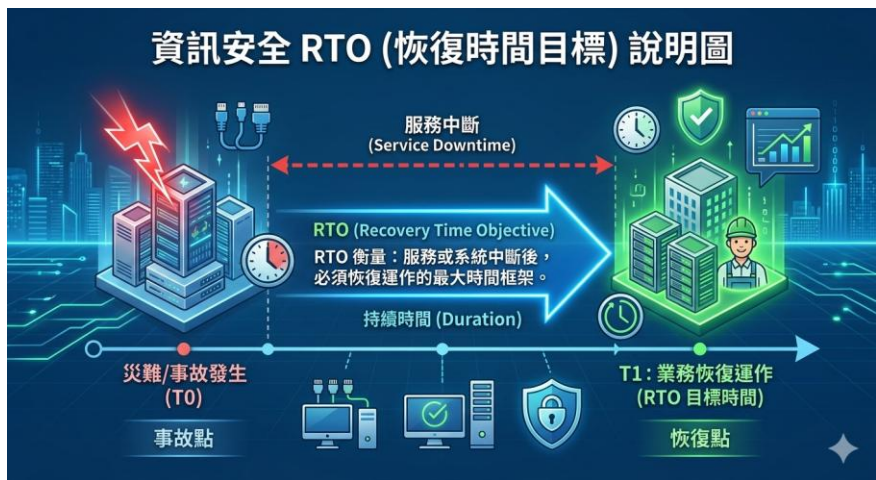 資訊安全 RTO (恢復時間目標) 說明圖
服務中斷
(Service Downtime)
RTO (Recovery Time Objective)
RTO 衡量：服務或系統中斷後，
必須恢復運作的最大時間框架。
持續時間 (Duration)
災難/事故發生
(T0)
事故點
T1：業務恢復運作
(RTO 目標時間)
恢復點